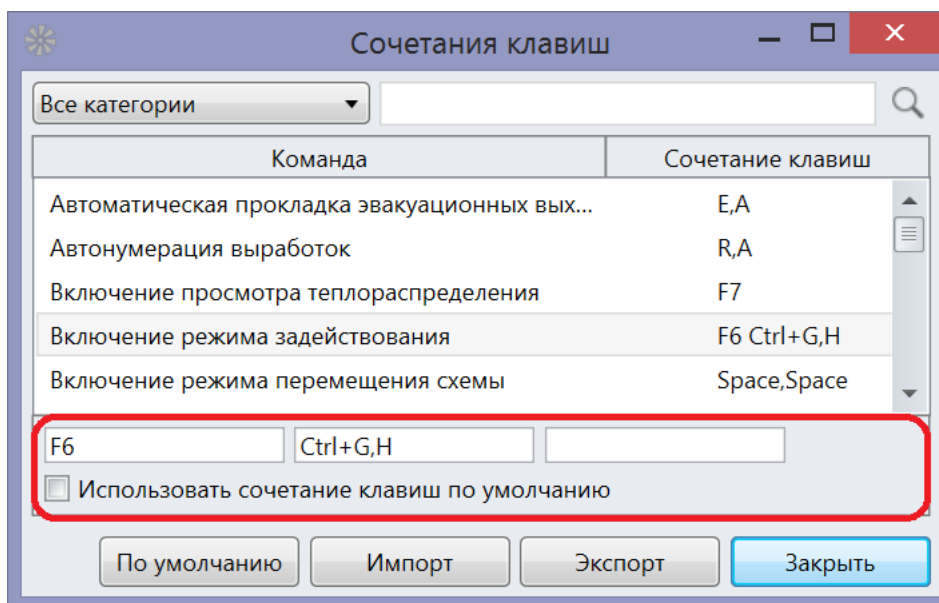 Сочетания клавиш
Все категории
Команда Сочетание клавиш
Автоматическая прокладка эвакуационных вых... E,A
Автонумерация выработок R,A
Включение просмотра теплораспределения F7
Включение режима задействования F6 Ctrl+G,H
Включение режима перемещения схемы Space,Space
F6 Ctrl+G,H
Использовать сочетание клавиш по умолчанию
По умолчанию Импорт Экспорт Закрыть